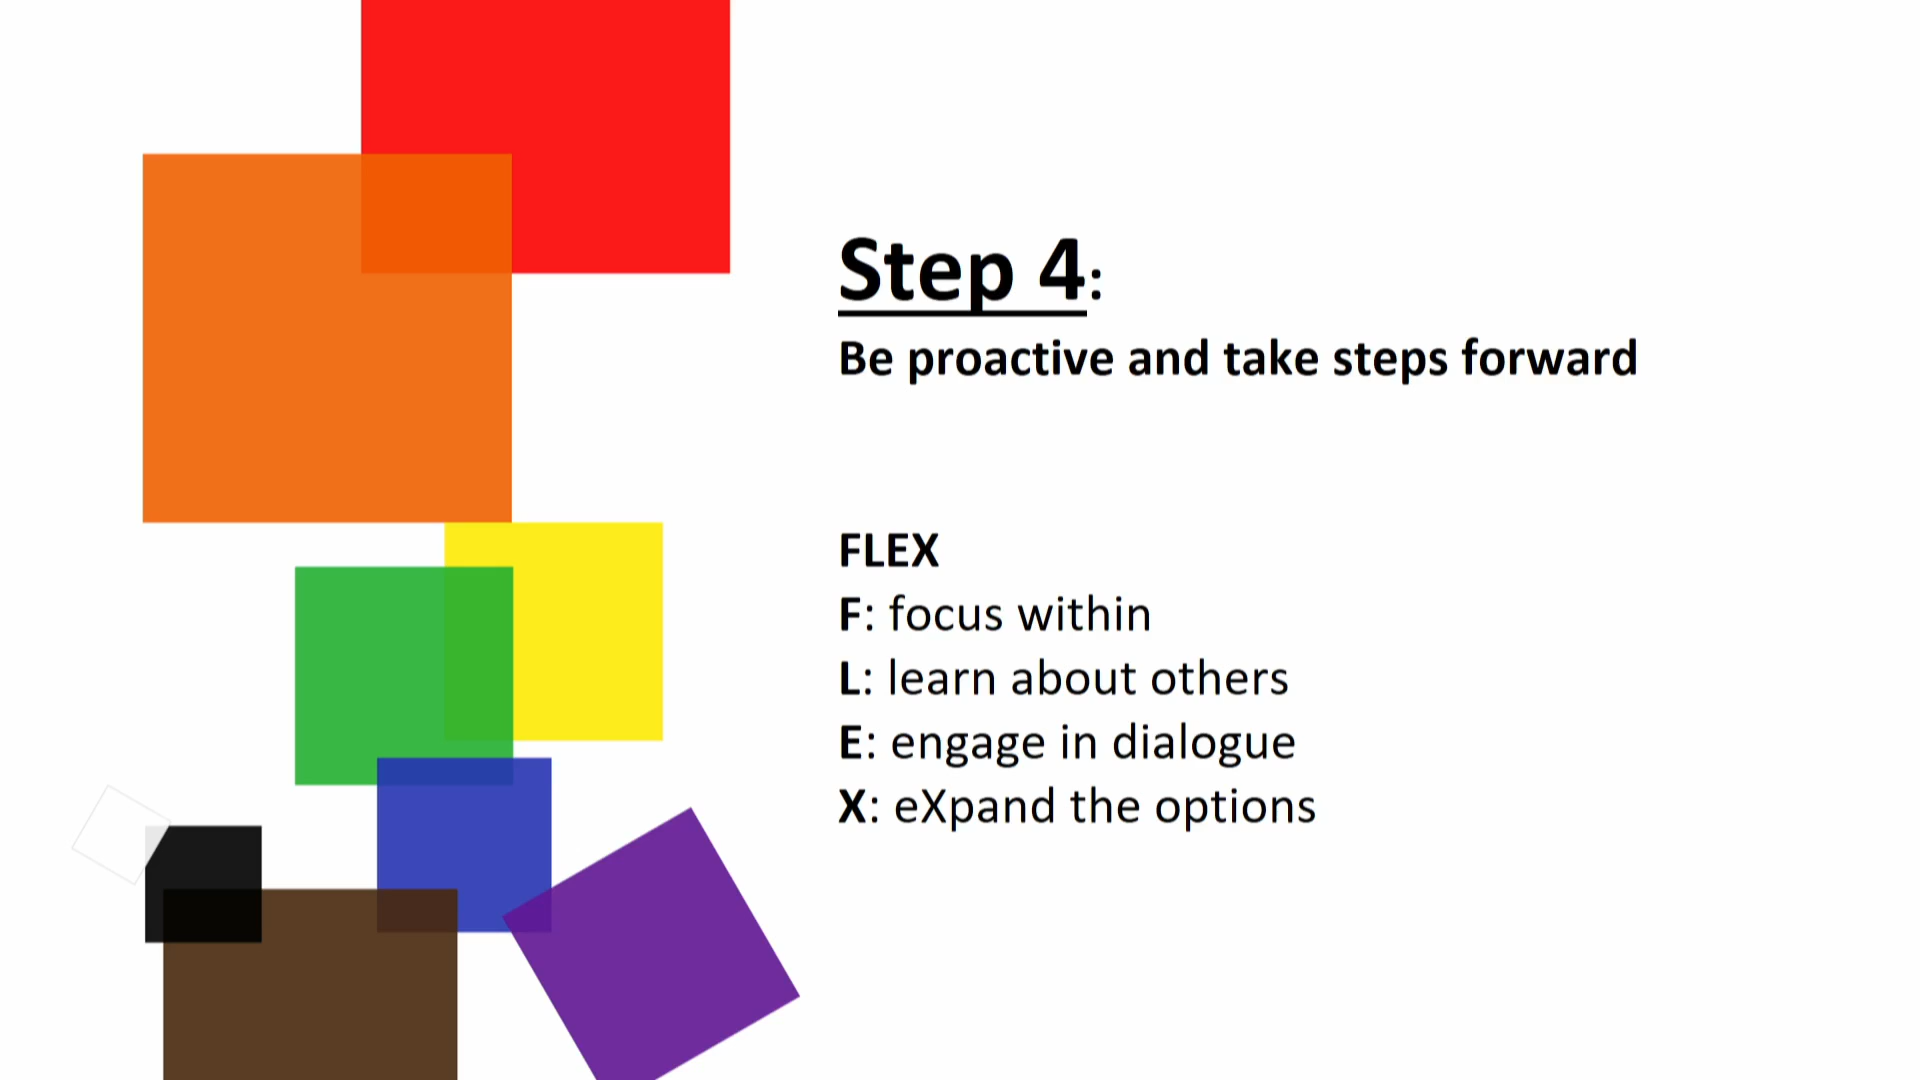 Step 4:
Be proactive and take steps forward
FLEX
F: focus within
L: learn about others
E: engage in dialogue
X: eXpand the options